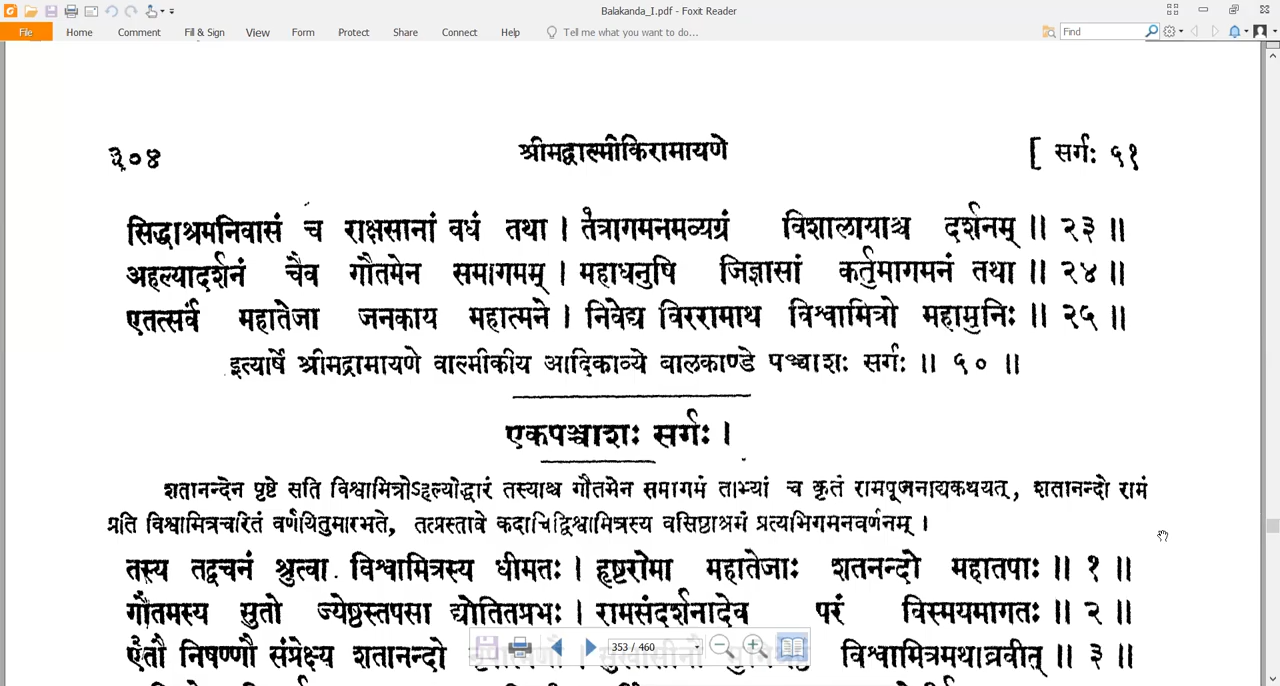 Balakanda_I.pdf - Foxit Reader
File Home Comment Fill & Sign View Form Protect Share Connect Help Tell me what you want to do... Find
३०४ श्रीमद्वाल्मीकिरामायणे [ सर्गः ५१
सिद्धाश्रमनिवासं च राक्षसानां वधं तथा । तत्रागमनमव्यग्रं विशालायाश्च दर्शनम् ॥ २३ ॥
अहल्यादर्शनं चैव गौतमेन समागमम् । महाधनुषि जिज्ञासां कर्तुमागमनं तथा ॥ २४ ॥
एतत्सर्वं महातेजा जनकाय महात्मने । निवेद्य विररामाथ विश्वामित्रो महामुनिः ॥ २५ ॥
इत्यार्षे श्रीमद्रामायणे वाल्मीकीय आदिकाव्ये बालकाण्डे पञ्चाशः सर्गः ॥ ५० ॥
एकपञ्चाशः सर्गः ।
शतानन्देन पृष्टे सति विश्वामित्रोऽहल्योद्धारं तस्याश्च गौतमेन समागमं ताभ्यां च कृतं रामपूजनाद्यकथयत्, शतानन्दो रामं
प्रति विश्वामित्रचरितं वर्णयितुमारभते, तत्प्रस्तावे कदाचिद्विश्वामित्रस्य वसिष्ठाश्रमं प्रत्यभिगमनवर्णनम् ।
तस्य तद्वचनं श्रुत्वा विश्वामित्रस्य धीमतः । हृष्टरोमा महातेजाः शतनन्दो महातपाः ॥ १ ॥
गौतमस्य सुतो ज्येष्ठस्तपसा द्योतितप्रभः । रामसंदर्शनादेव परं विस्मयमागतः ॥ २ ॥
एतौ निषण्णौ संप्रेक्ष्य शतानन्दो विश्वामित्रमथाब्रवीत् ॥ ३ ॥
353 / 460